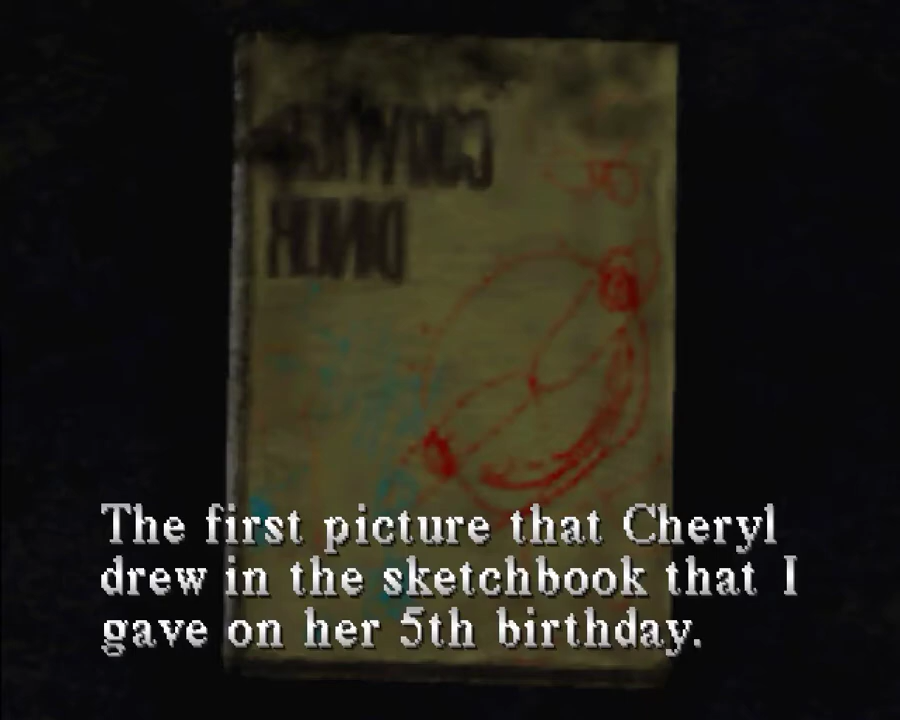 The first picture that Cheryl
drew in the sketchbook that I
gave on her 5th birthday.